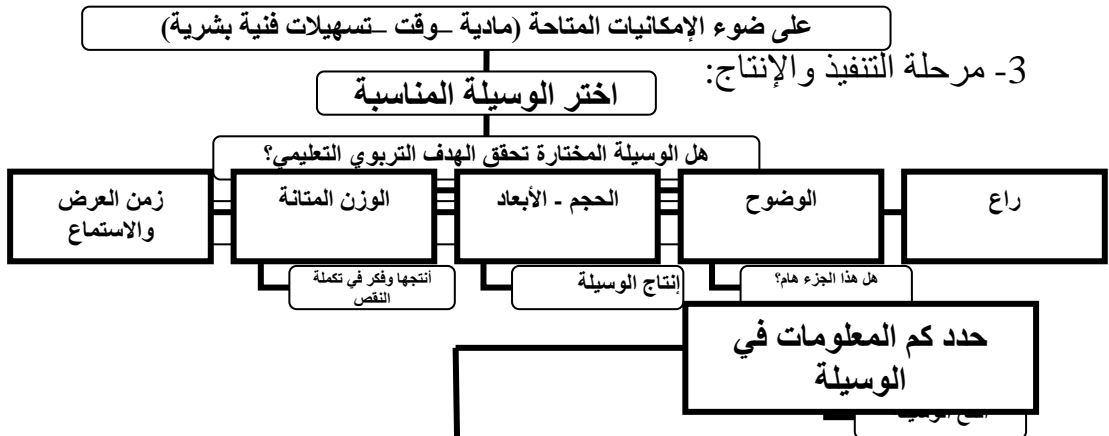 على ضوء الإمكانيات المتاحة (مادية –وقت –تسهيلات فنية بشرية)
3- مرحلة التنفيذ والإنتاج:
اختر الوسيلة المناسبة
هل الوسيلة المختارة تحقق الهدف التربوي التعليمي؟
راع
الوضوح
الحجم - الأبعاد
الوزن المتانة
زمن العرض
والاستماع
هل هذا الجزء هام؟
إنتاج الوسيلة
أنتجها وفكر في تكملة
النقص
حدد كم المعلومات في
الوسيلة